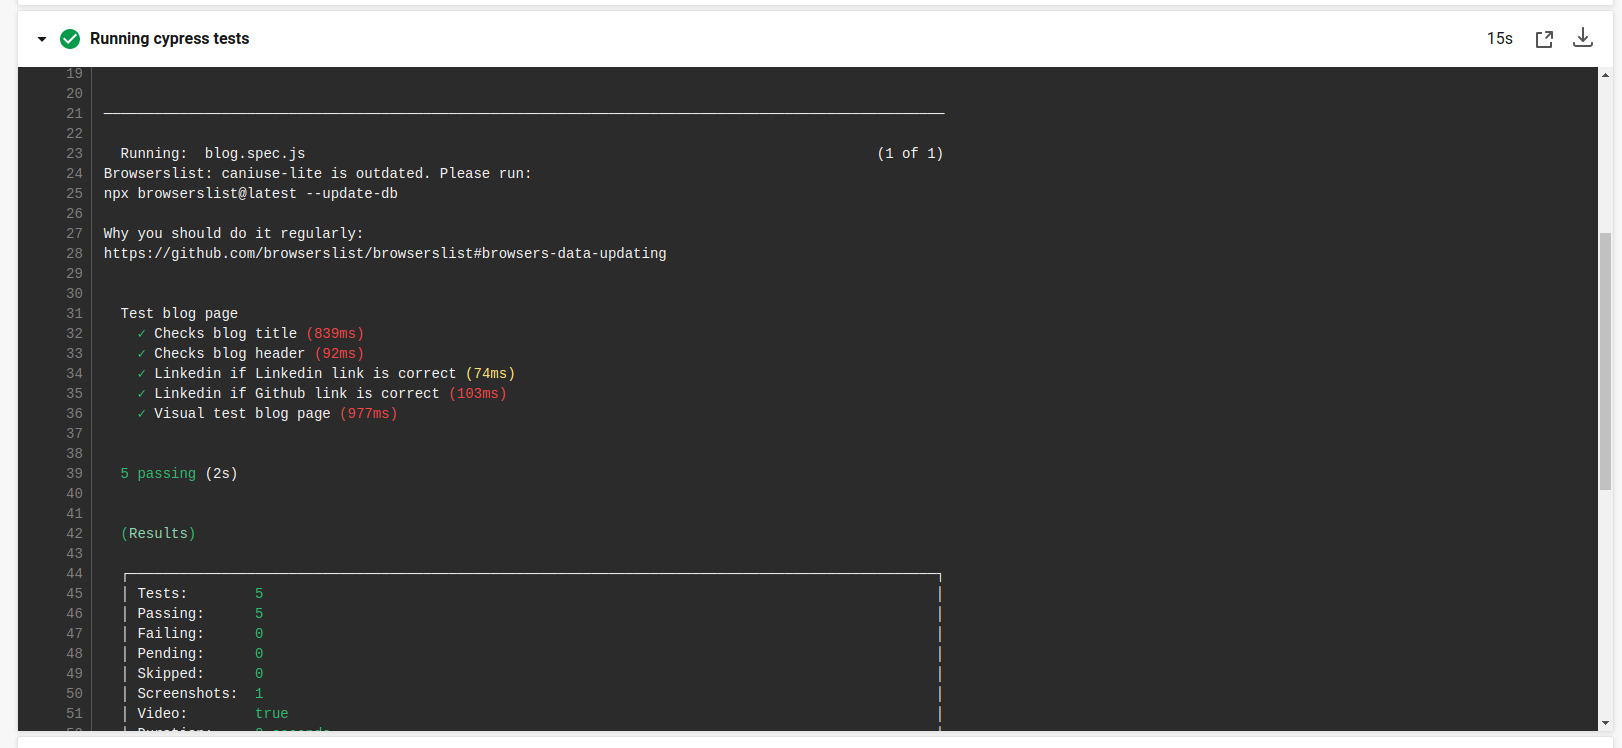 Running cypress tests 15s
19
20
21
22
23 Running: blog.spec.js (1 of 1)
24 Browserslist: caniuse-lite is outdated. Please run:
25 npx browserslist@latest --update-db
26
27 Why you should do it regularly:
28 https://github.com/browserslist/browserslist#browsers-data-updating
29
30
31 Test blog page
32 ✓ Checks blog title (839ms)
33 ✓ Checks blog header (92ms)
34 ✓ Linkedin if Linkedin link is correct (74ms)
35 ✓ Linkedin if Github link is correct (103ms)
36 ✓ Visual test blog page (977ms)
37
38
39 5 passing (2s)
40
41
42 (Results)
43
44
45 Tests: 5
46 Passing: 5
47 Failing: 0
48 Pending: 0
49 Skipped: 0
50 Screenshots: 1
51 Video: true